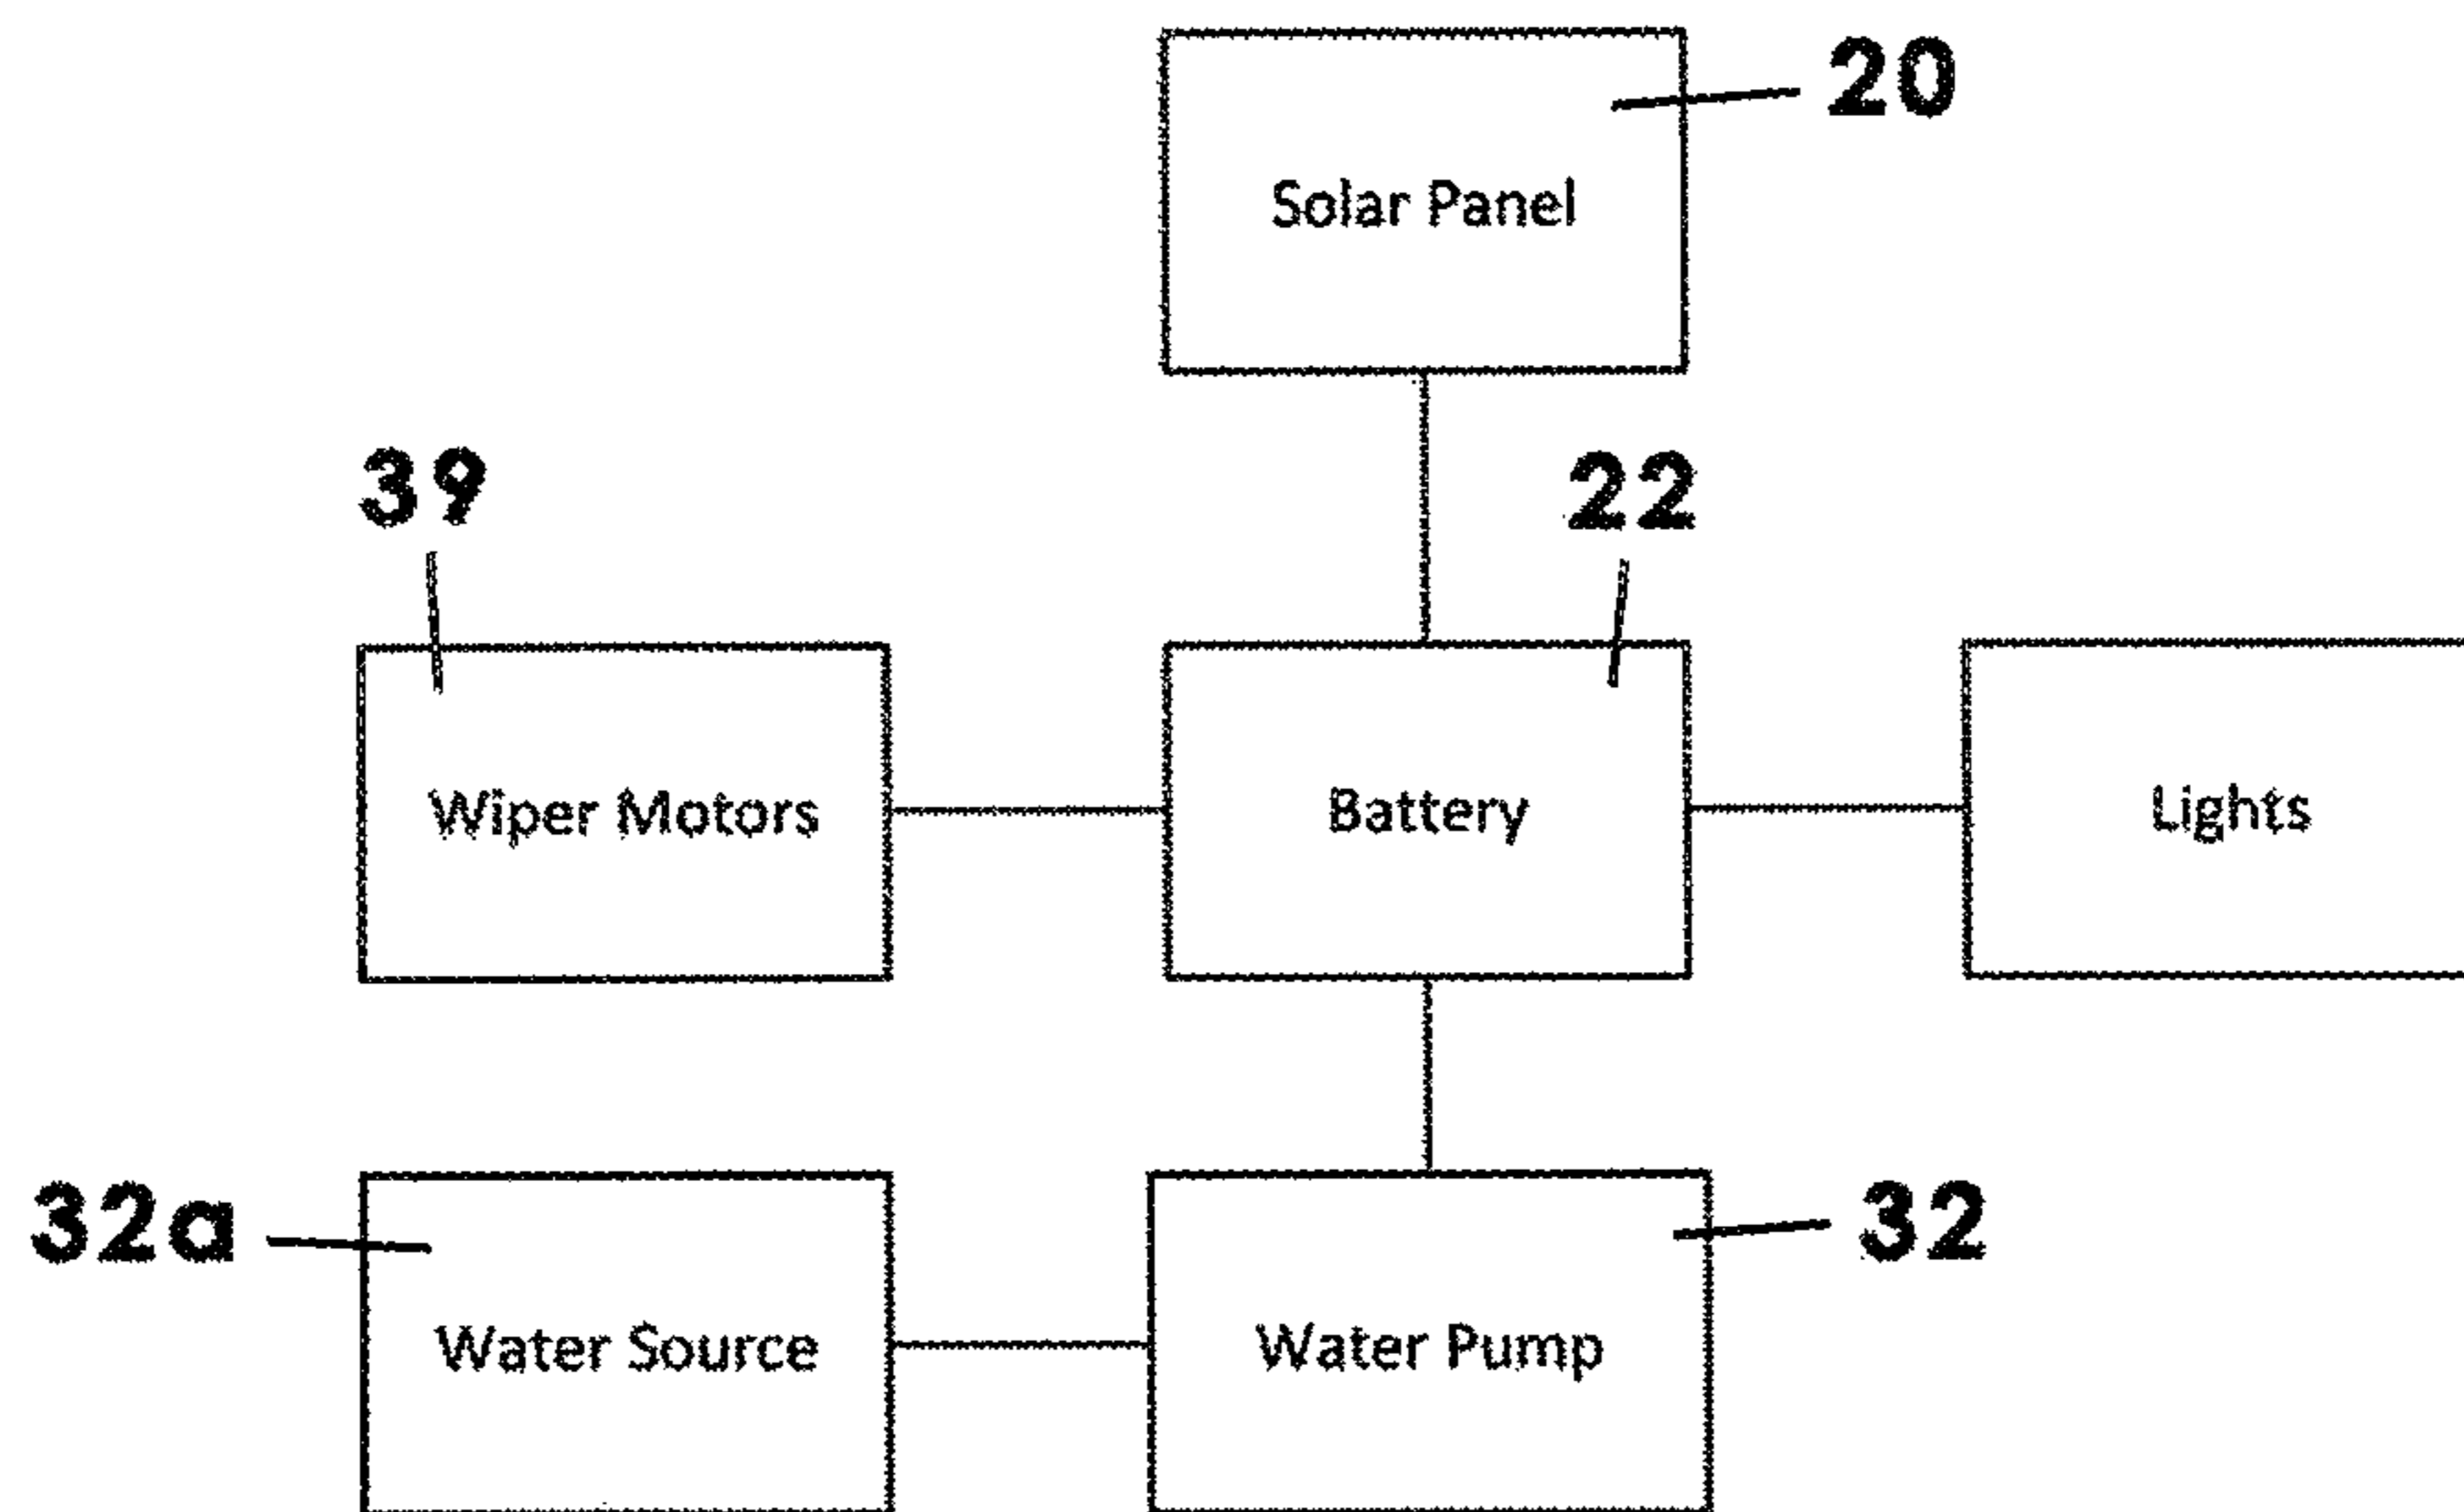 20
Solar Panel
39
22
Wiper Motors
Battery
Lights
32a
32
Water Source
Water Pump